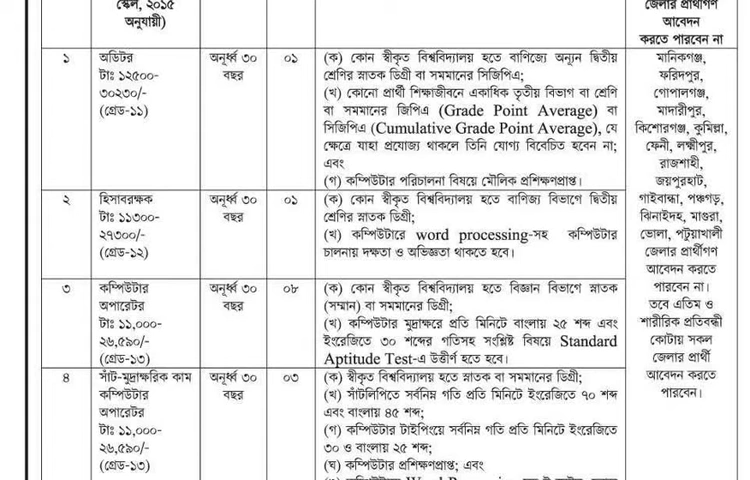 স্কেল, ২০১৫
অনুযায়ী)
জেলার প্রার্থীগণ
আবেদন
করতে পারবেন না
১
অডিটর
টাঃ ১২৫০০-
৩০২৩০/-
(গ্রেড-১১)
অনূর্ধ্ব ৩০
বছর
০১
(ক) কোন স্বীকৃত বিশ্ববিদ্যালয় হতে বাণিজ্যে অন্যূন দ্বিতীয়
শ্রেণির স্নাতক ডিগ্রী বা সমমানের সিজিপিএ;
(খ) কোনো প্রার্থী শিক্ষাজীবনে একাধিক তৃতীয় বিভাগ বা শ্রেণি
বা সমমানের জিপিএ (Grade Point Average) বা
সিজিপিএ (Cumulative Grade Point Average), যে
ক্ষেত্রে যাহা প্রযোজ্য থাকলে তিনি যোগ্য বিবেচিত হবেন না;
এবং
(গ) কম্পিউটার পরিচালনা বিষয়ে মৌলিক প্রশিক্ষণপ্রাপ্ত।
২
হিসাবরক্ষক
টাঃ ১১৩০০-
২৭৩০০/-
(গ্রেড-১২)
অনূর্ধ্ব ৩০
বছর
০১
(ক) কোন স্বীকৃত বিশ্ববিদ্যালয় হতে বাণিজ্য বিভাগে দ্বিতীয়
শ্রেণির স্নাতক ডিগ্রী;
(খ) কম্পিউটারে word processing-সহ কম্পিউটার
চালনায় দক্ষতা ও অভিজ্ঞতা থাকতে হবে।
৩
কম্পিউটার
অপারেটর
টাঃ ১১,০০০-
২৬,৫৯০/-
(গ্রেড-১৩)
অনূর্ধ্ব ৩০
বছর
০৮
(ক) কোন স্বীকৃত বিশ্ববিদ্যালয় হতে বিজ্ঞান বিভাগে স্নাতক
(সম্মান) বা সমমানের ডিগ্রী;
(খ) কম্পিউটার মুদ্রাক্ষরে প্রতি মিনিটে বাংলায় ২৫ শব্দ এবং
ইংরেজিতে ৩০ শব্দের গতিসহ সংশ্লিষ্ট বিষয়ে Standard
Aptitude Test-এ উত্তীর্ণ হতে হবে।
৪
সাঁট-মুদ্রাক্ষরিক কাম
কম্পিউটার
অপারেটর
টাঃ ১১,০০০-
২৬,৫৯০/-
(গ্রেড-১৩)
অনূর্ধ্ব ৩০
বছর
০৩
(ক) স্বীকৃত বিশ্ববিদ্যালয় হতে স্নাতক বা সমমানের ডিগ্রী;
(খ) সাঁটলিপিতে সর্বনিম্ন গতি প্রতি মিনিটে ইংরেজিতে ৭০ শব্দ
এবং বাংলায় ৪৫ শব্দ;
(গ) কম্পিউটার টাইপিংয়ে সর্বনিম্ন গতি প্রতি মিনিটে ইংরেজিতে
৩০ ও বাংলায় ২৫ শব্দ;
(ঘ) কম্পিউটার প্রশিক্ষণপ্রাপ্ত; এবং
মানিকগঞ্জ,
ফরিদপুর,
গোপালগঞ্জ,
মাদারীপুর,
কিশোরগঞ্জ, কুমিল্লা,
ফেনী, লক্ষ্মীপুর,
রাজশাহী,
জয়পুরহাট,
গাইবান্ধা, পঞ্চগড়,
ঝিনাইদহ, মাগুরা,
ভোলা, পটুয়াখালী
জেলার প্রার্থীগণ
আবেদন করতে
পারবেন না।
তবে এতিম ও
শারীরিক প্রতিবন্ধী
কোটায় সকল
জেলার প্রার্থী
আবেদন করতে
পারবেন।